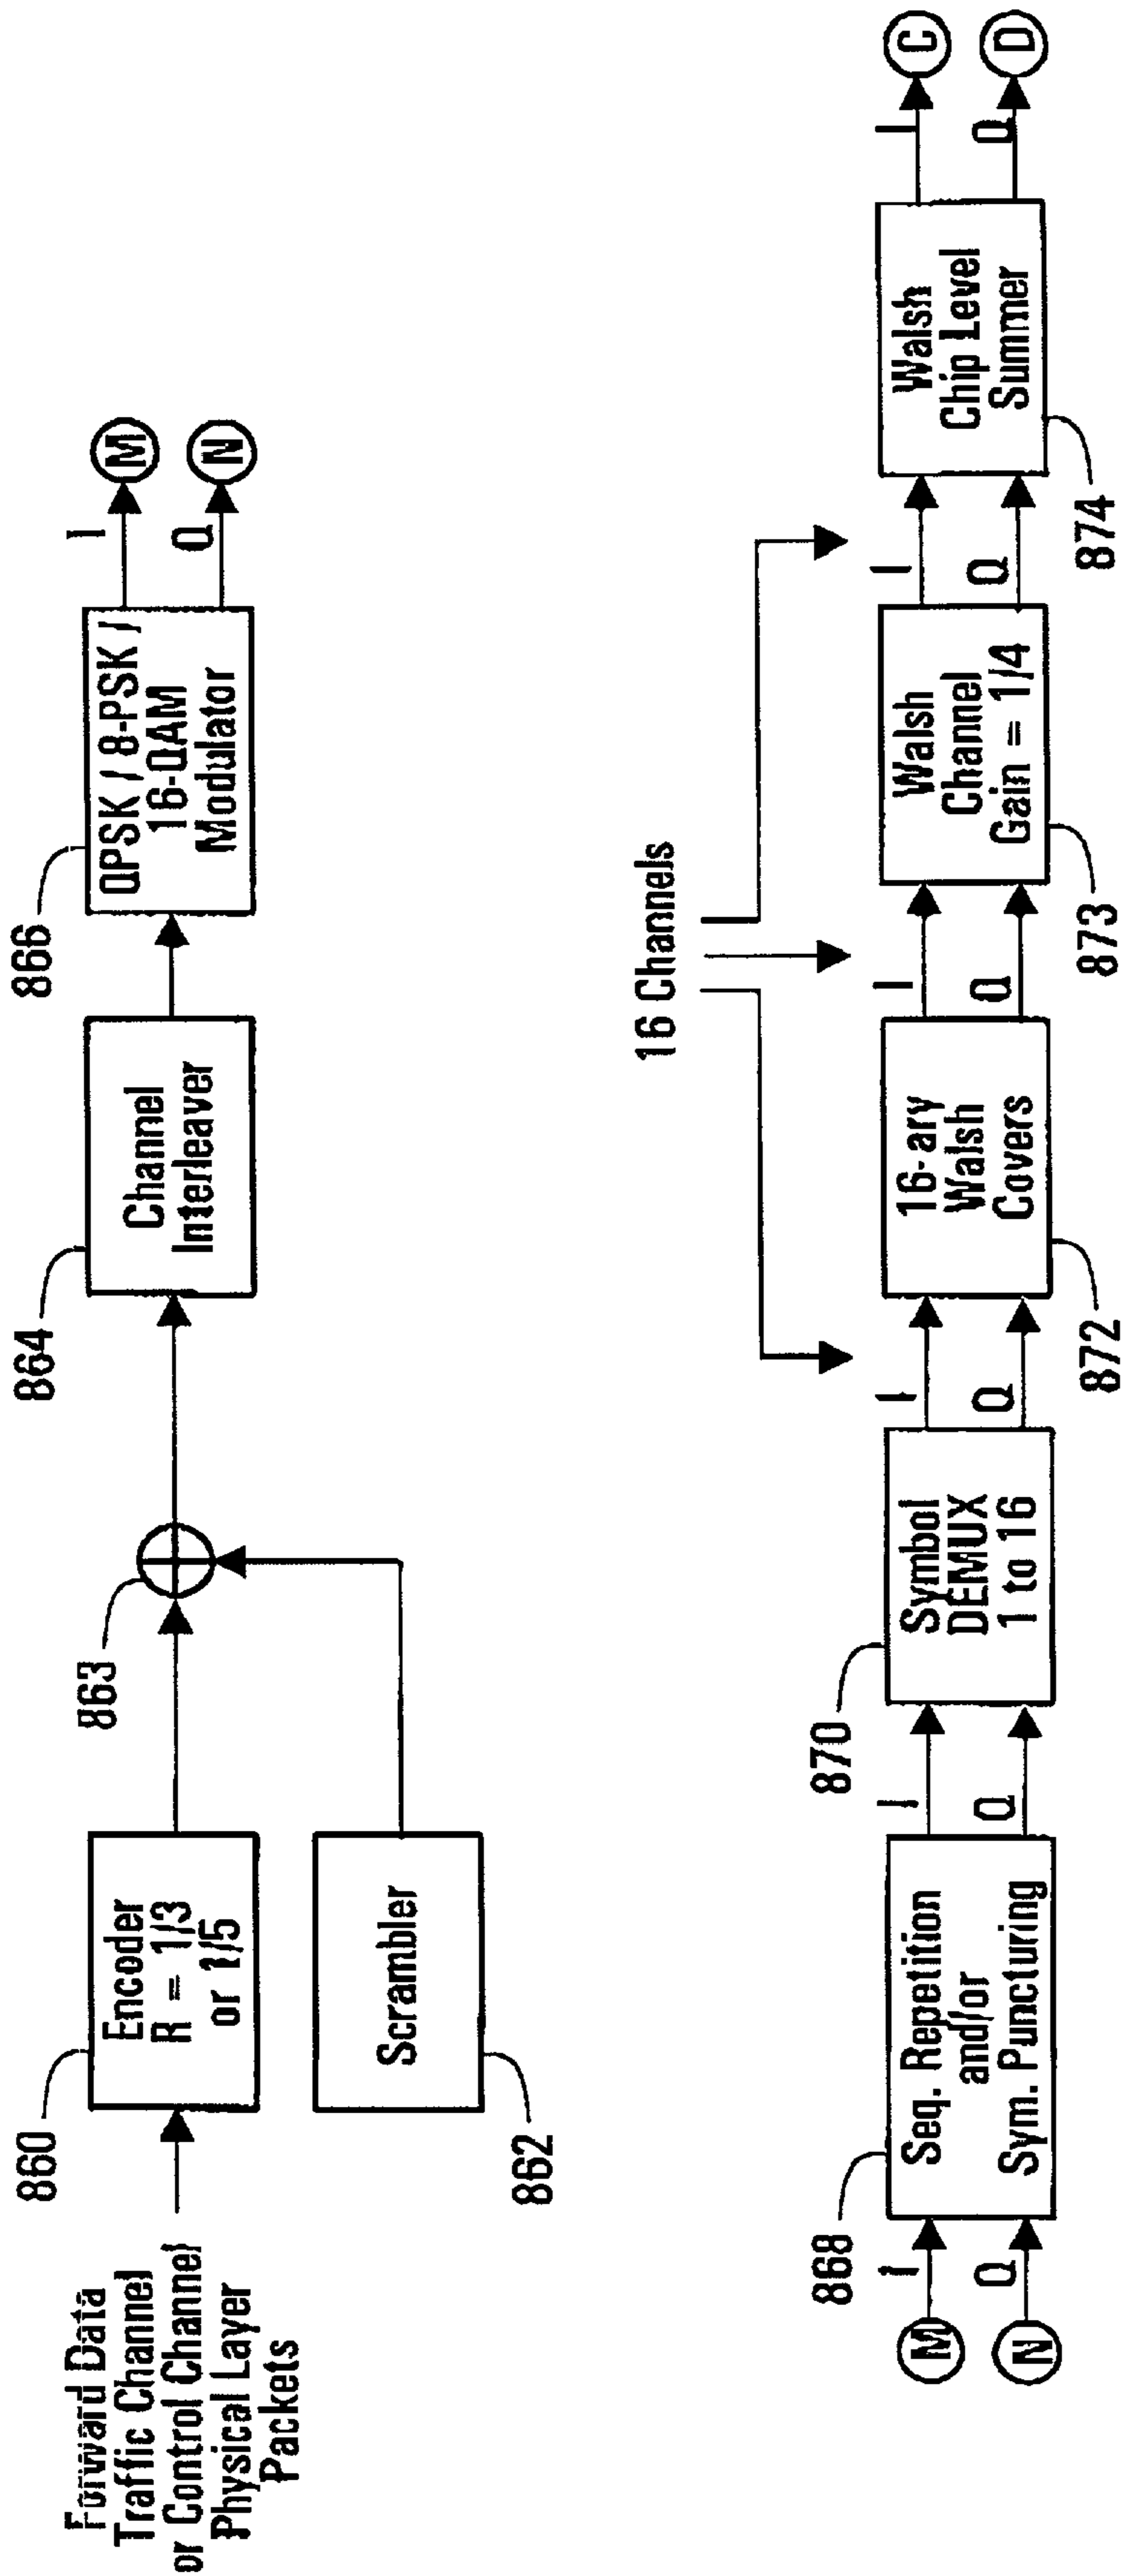 Forward Data
Traffic Channel
or Control Channel
Physical Layer
Packets
860
Encoder
R = 1/3
or 1/5
862
Scrambler
863
864
Channel
Interleaver
866
QPSK / 8-PSK /
16-QAM
Modulator
I
Q
M
N
M
N
I
Q
868
Seq. Repetition
and/or
Sym. Puncturing
I
Q
870
Symbol
DEMUX
1 to 16
I
Q
16 Channels
872
16-ary
Walsh
Covers
I
Q
873
Walsh
Channel
Gain = 1/4
I
Q
874
Walsh
Chip Level
Summer
I
Q
C
D